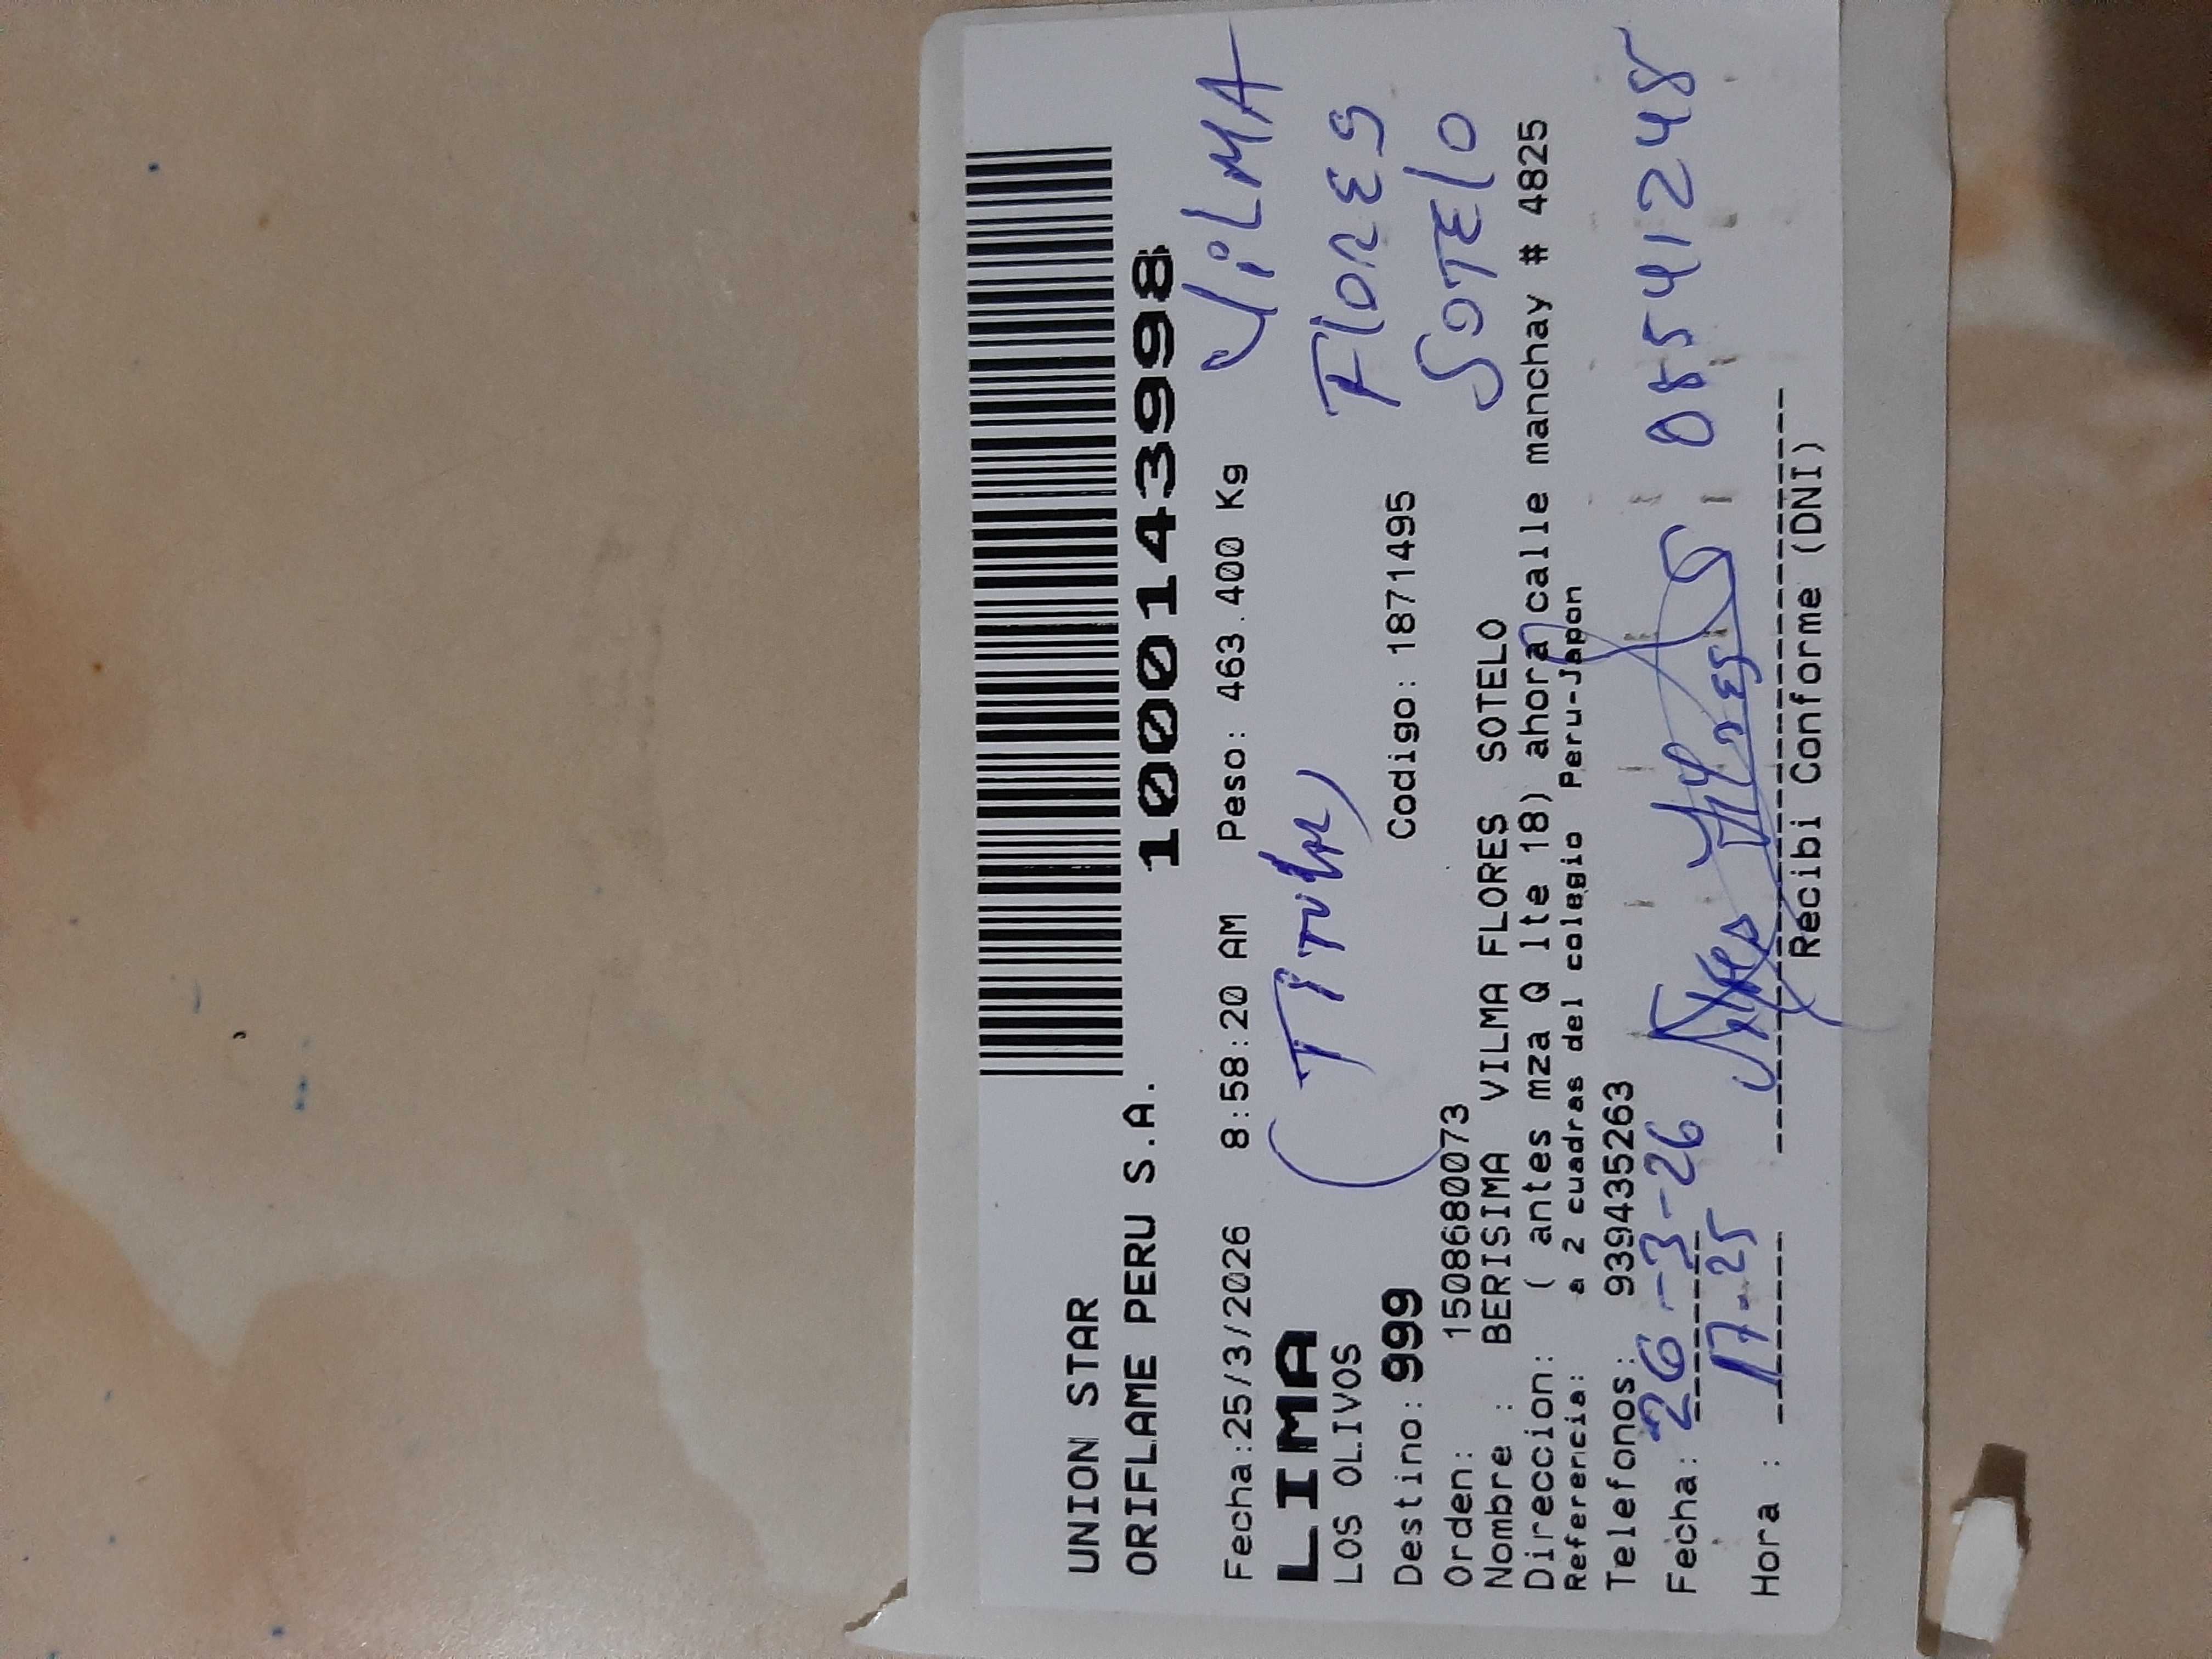 UNION STAR
ORIFLAME PERU S.A.
1000143998
Fecha:25/3/2026 8:58:20 AM Peso: 463.400 Kg
VILMA
LIMA
(TITULAR)
FLORES
LOS OLIVOS
Destino:999 Codigo: 1871495
SOTELO
Orden: 1508680073
Nombre : BERISIMA VILMA FLORES SOTELO
Direccion: ( antes mza Q lte 18) ahora calle manchay # 4825
Referencia: a 2 cuadras del colegio Peru-Japon
Telefonos: 939435263
Fecha: 26-3-26 08541248
Hora : 17-25
Recibi Conforme (DNI)